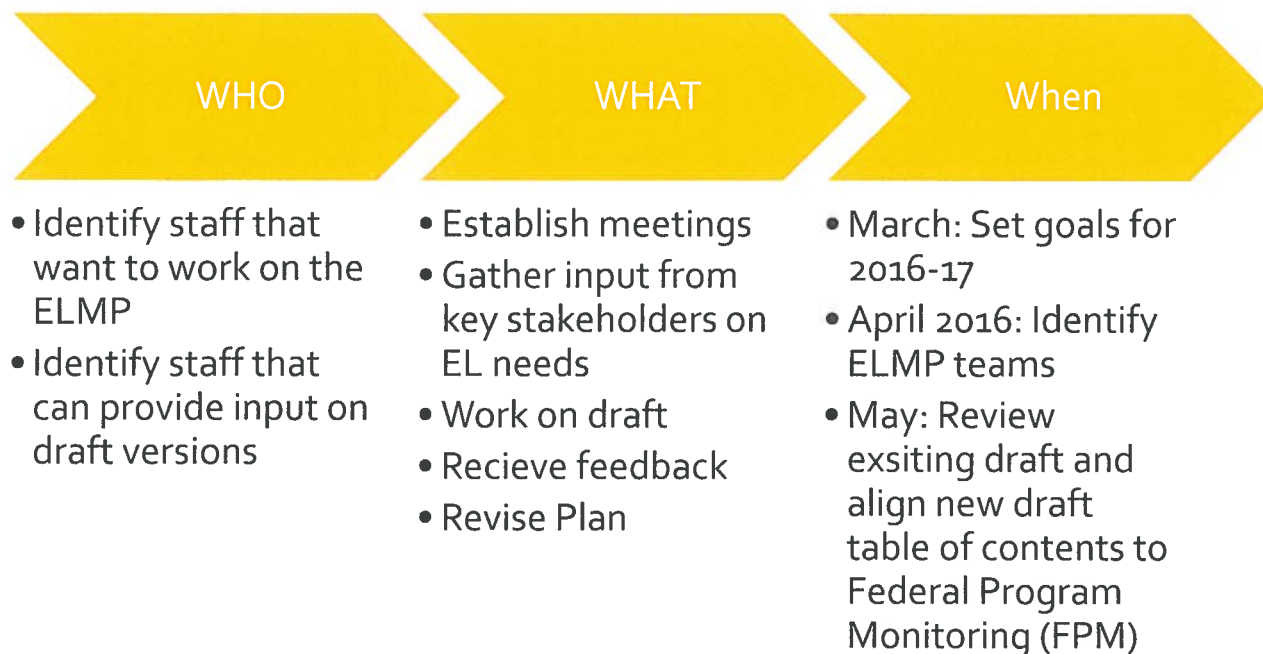 WHO
• Identify staff that
want to work on the
ELMP
• Identify staff that
can provide input on
draft versions
WHAT
• Establish meetings
• Gather input from
key stakeholders on
EL needs
• Work on draft
• Recieve feedback
• Revise Plan
When
• March: Set goals for
2016-17
• April 2016: Identify
ELMP teams
• May: Review
exsiting draft and
align new draft
table of contents to
Federal Program
Monitoring (FPM)